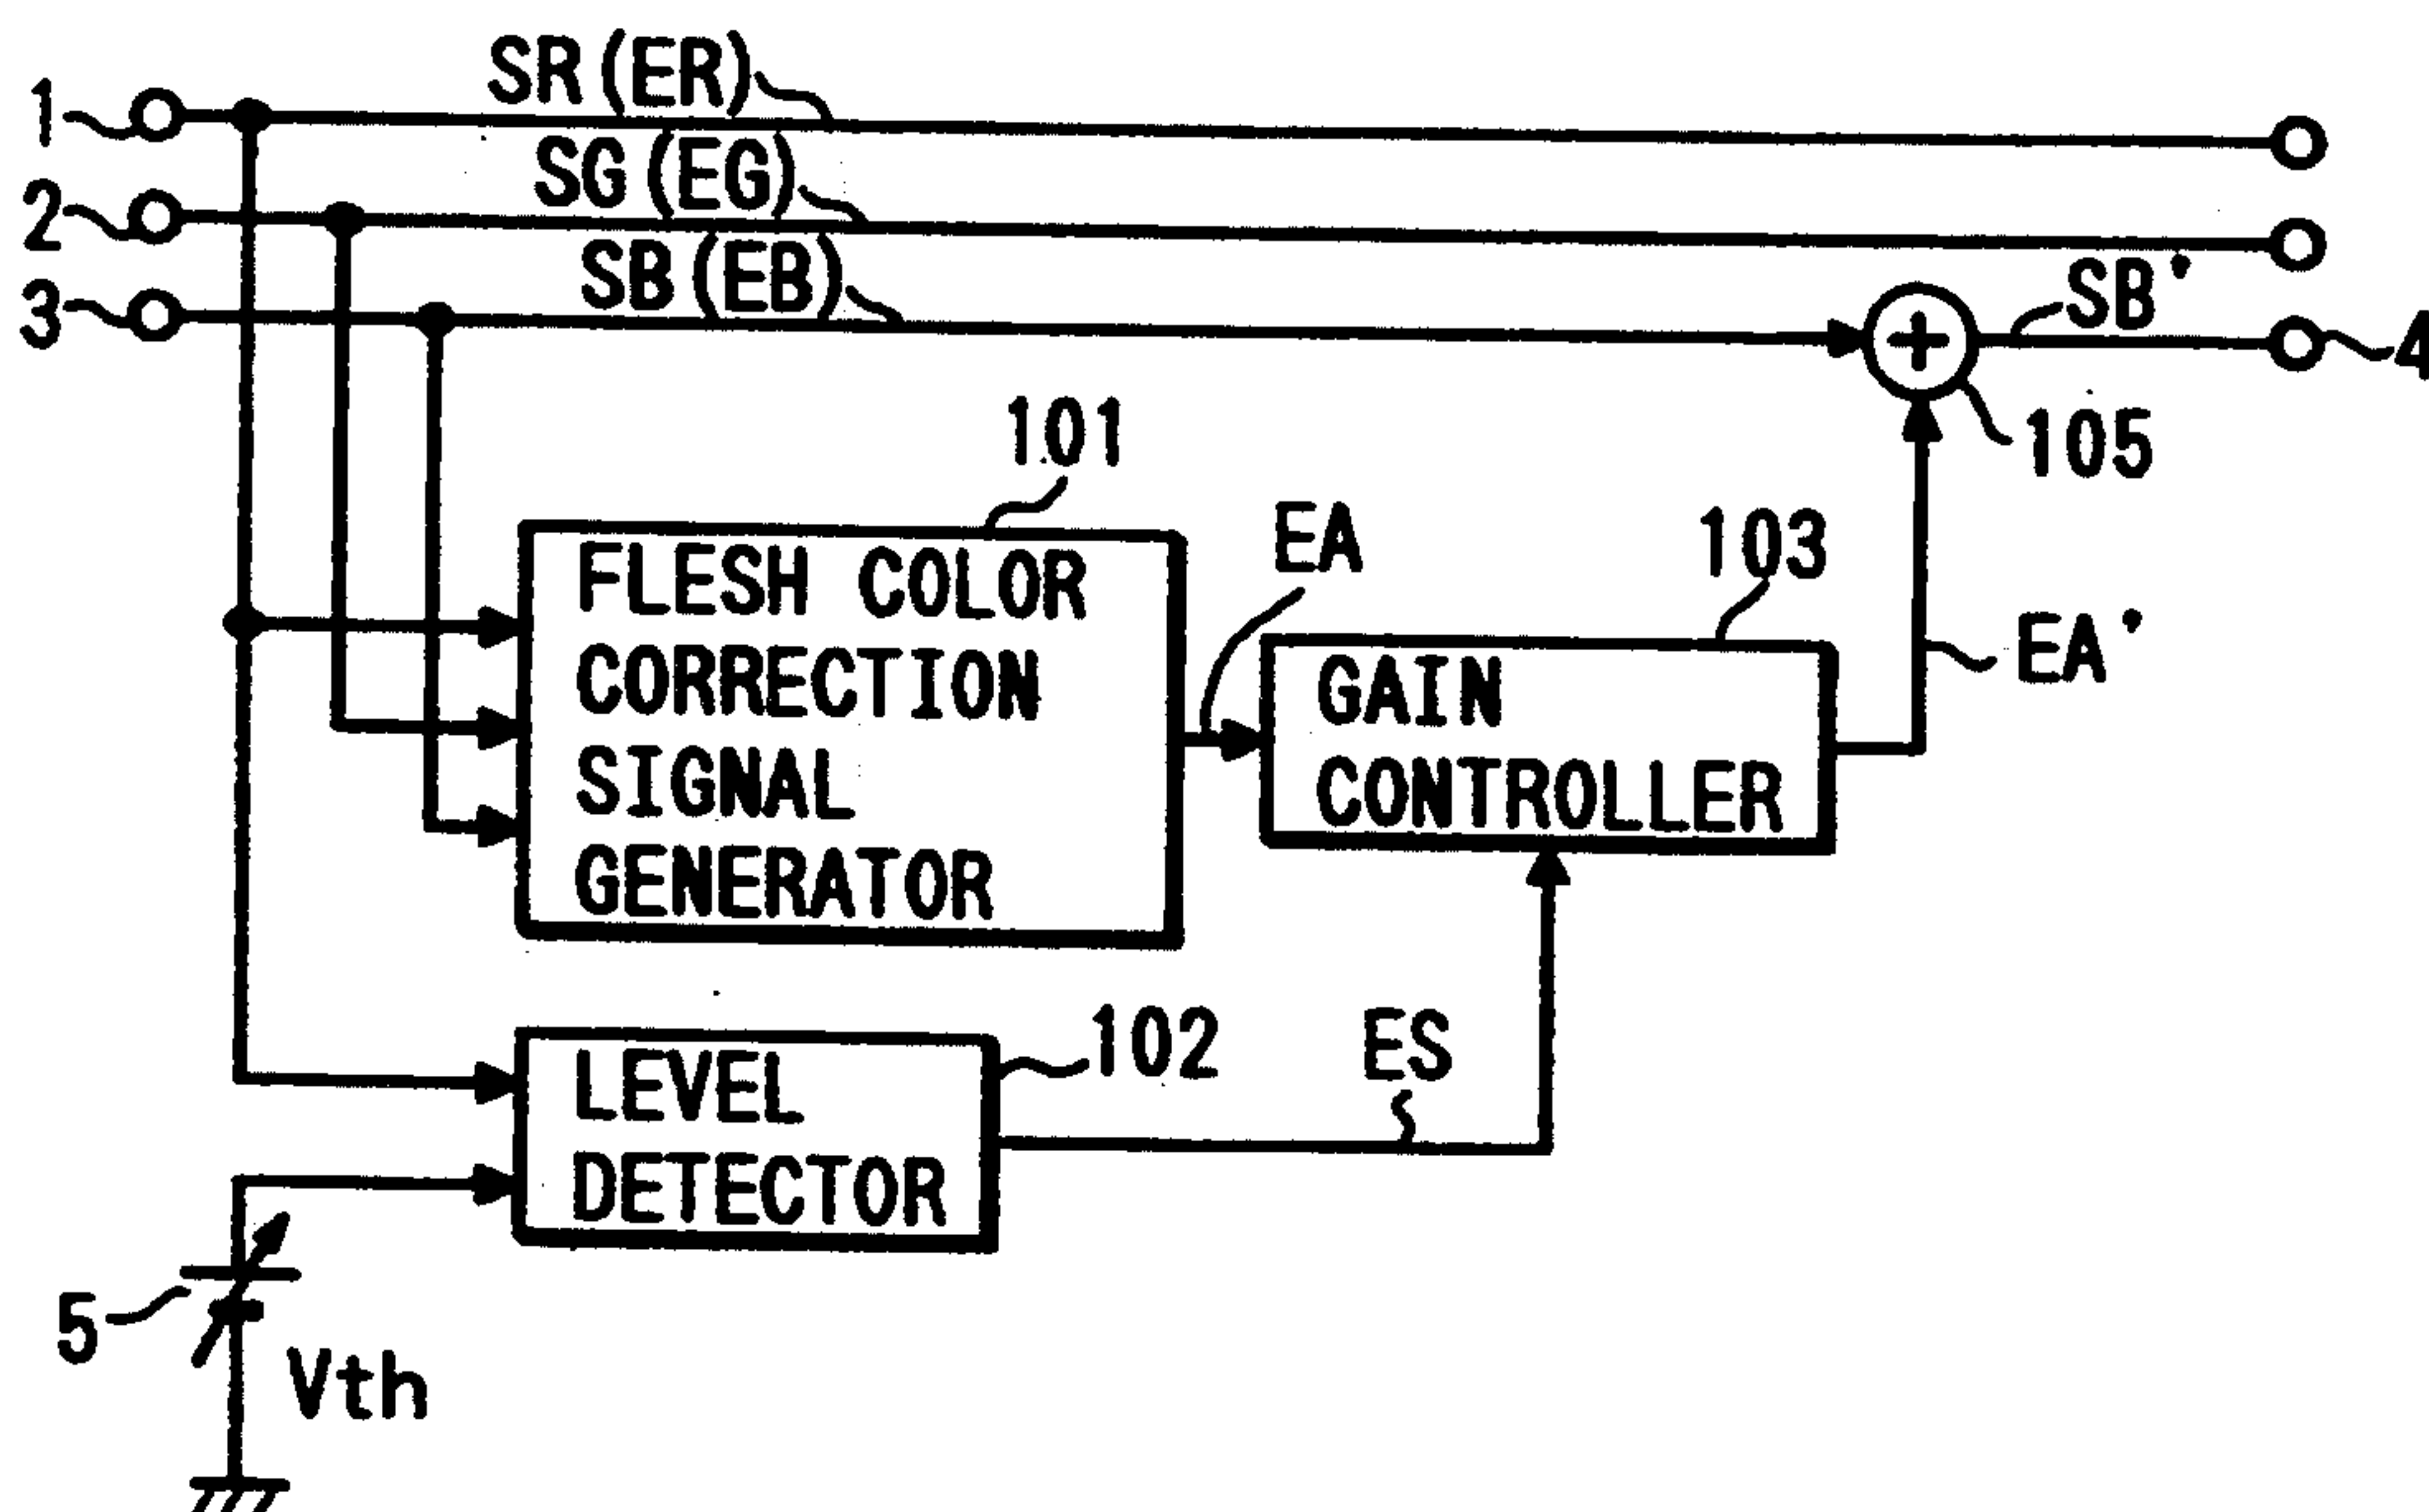 1
SR(ER)
2
SG(EG)
3
SB(EB)
SB'
4
105
101
EA
103
FLESH COLOR
CORRECTION
SIGNAL
GENERATOR
GAIN
CONTROLLER
EA'
102
ES
LEVEL
DETECTOR
5
Vth